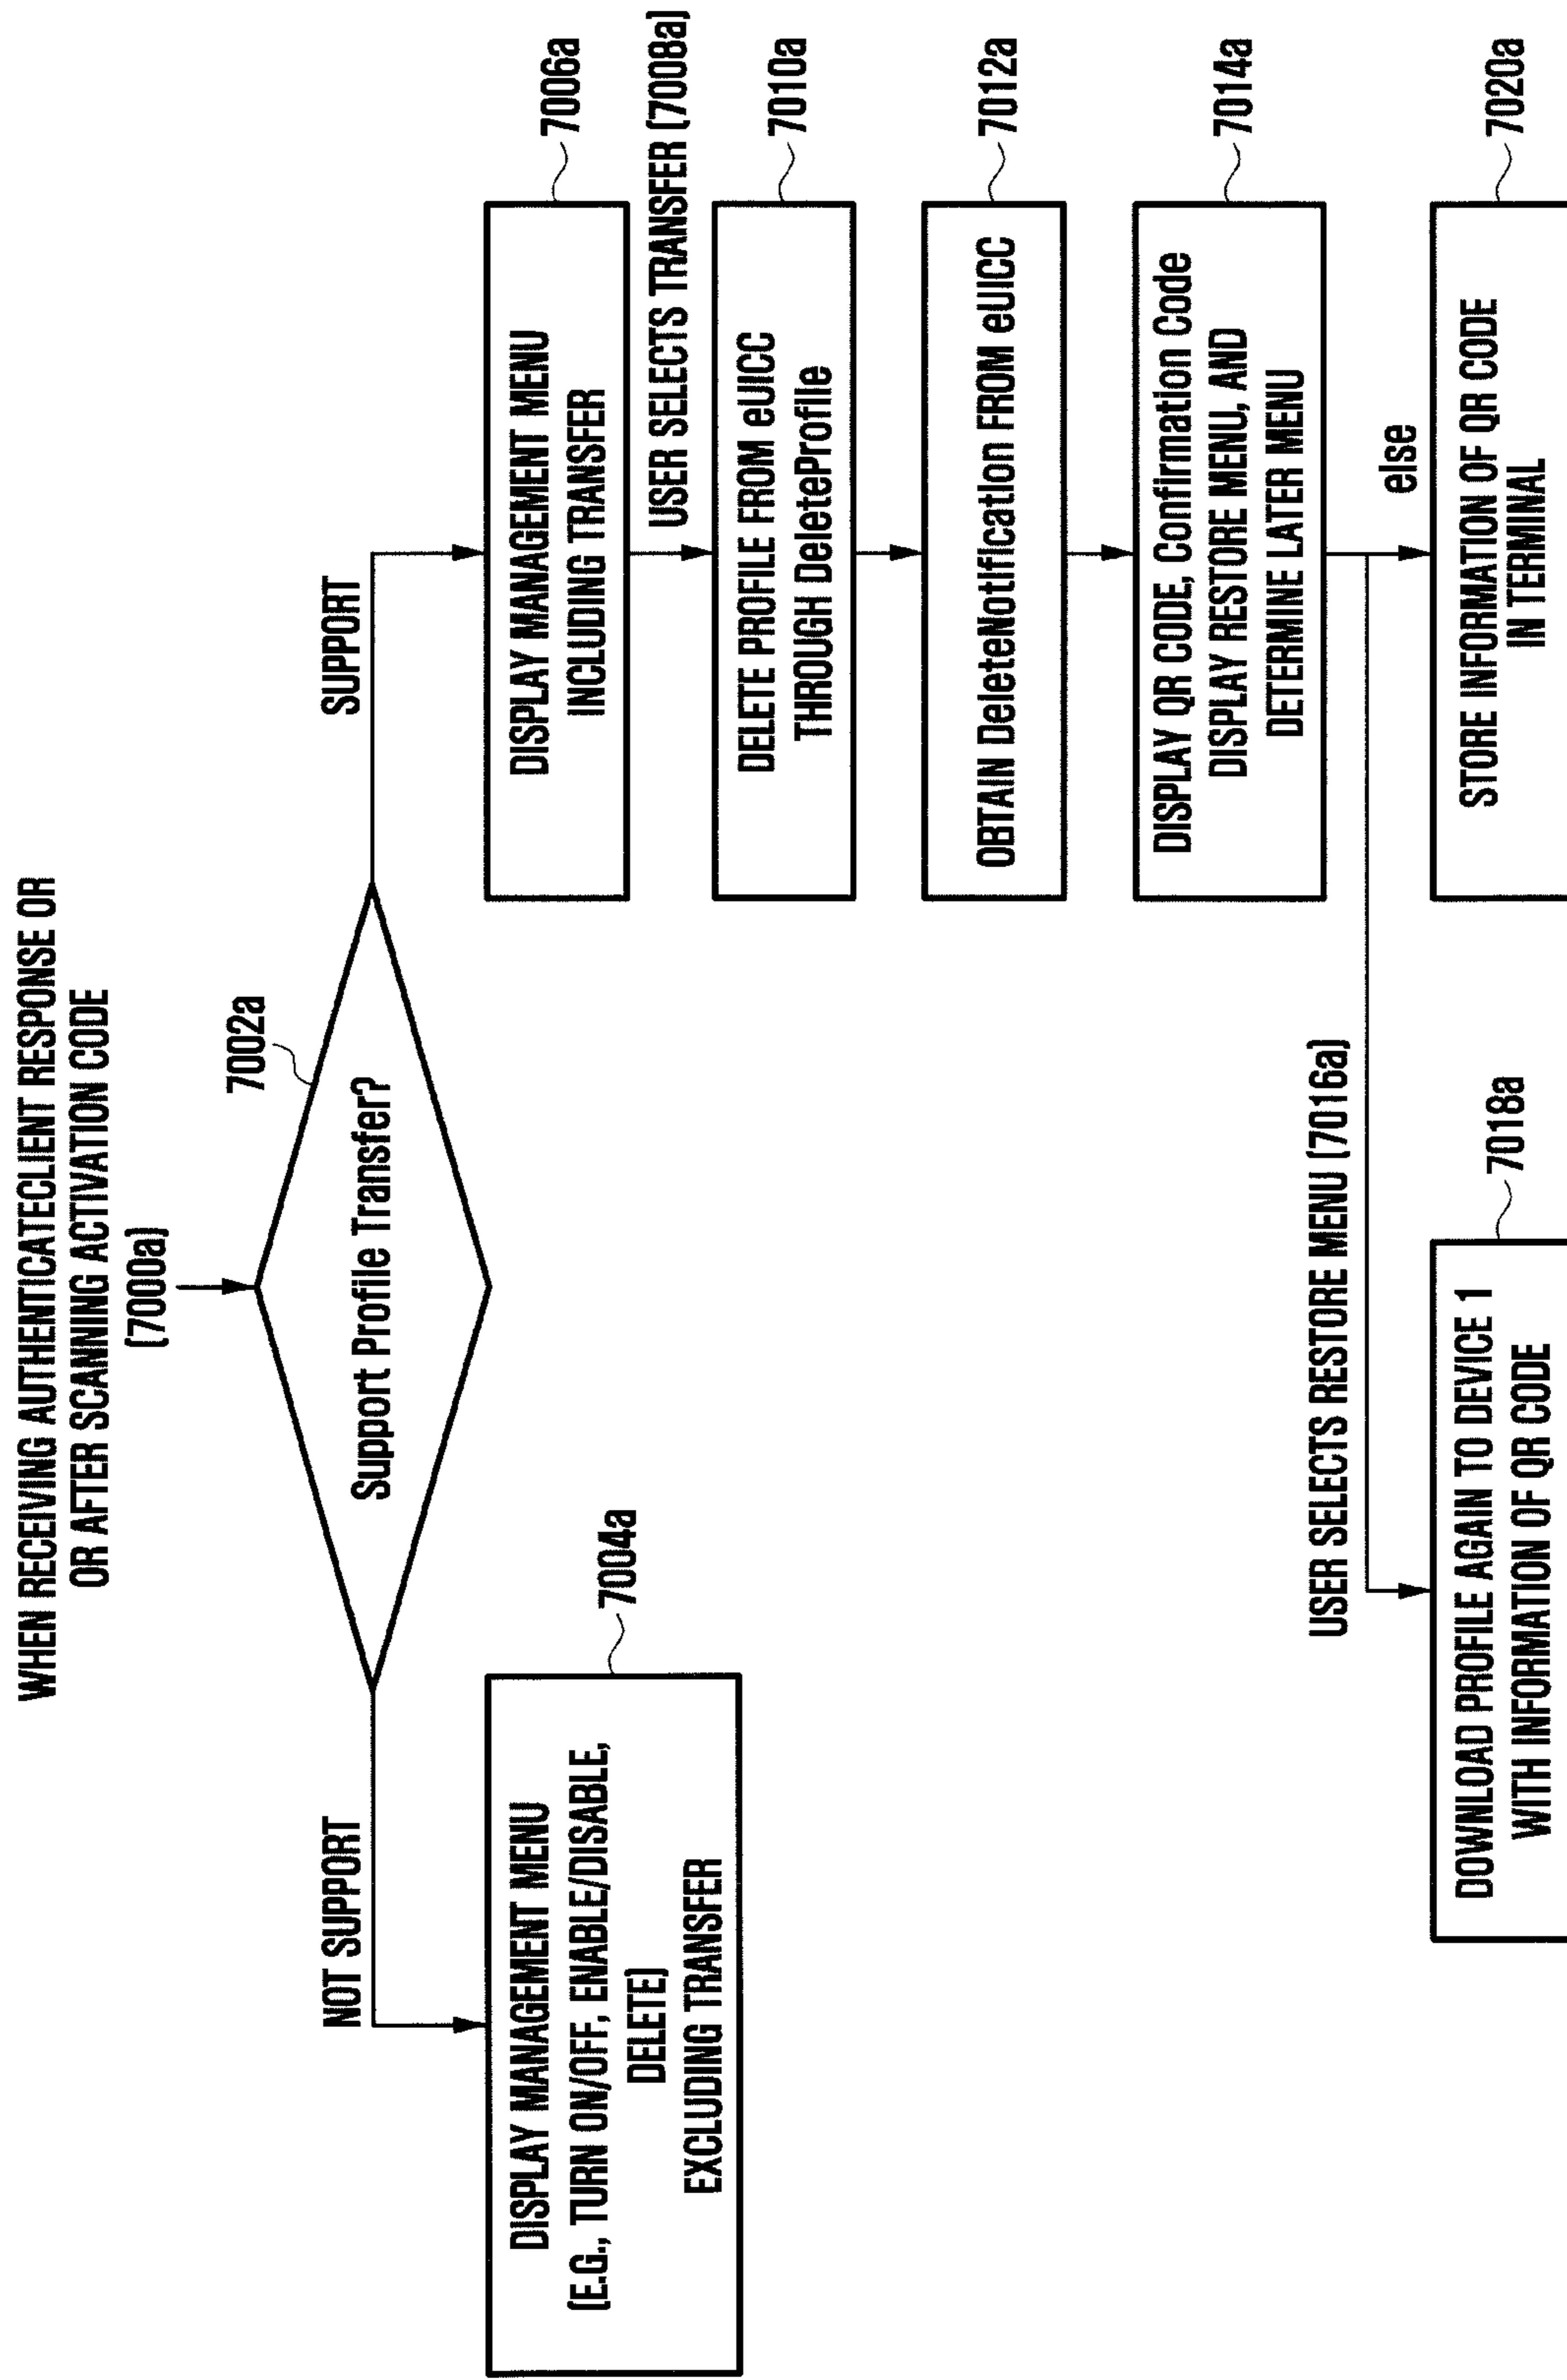 WHEN RECEIVING AUTHENTICATECLIENT RESPONSE OR
OR AFTER SCANNING ACTIVATION CODE
(7000a)
7002a
Support Profile Transfer?
NOT SUPPORT
SUPPORT
7004a
DISPLAY MANAGEMENT MENU
(E.G., TURN ON/OFF, ENABLE/DISABLE,
DELETE)
EXCLUDING TRANSFER
7006a
DISPLAY MANAGEMENT MENU
INCLUDING TRANSFER
USER SELECTS TRANSFER (7008a)
7010a
DELETE PROFILE FROM eUICC
THROUGH DeleteProfile
7012a
OBTAIN DeleteNotification FROM eUICC
7014a
DISPLAY QR CODE, Confirmation Code
DISPLAY RESTORE MENU, AND
DETERMINE LATER MENU
USER SELECTS RESTORE MENU (7016a)
else
7018a
DOWNLOAD PROFILE AGAIN TO DEVICE 1
WITH INFORMATION OF QR CODE
7020a
STORE INFORMATION OF QR CODE
IN TERMINAL